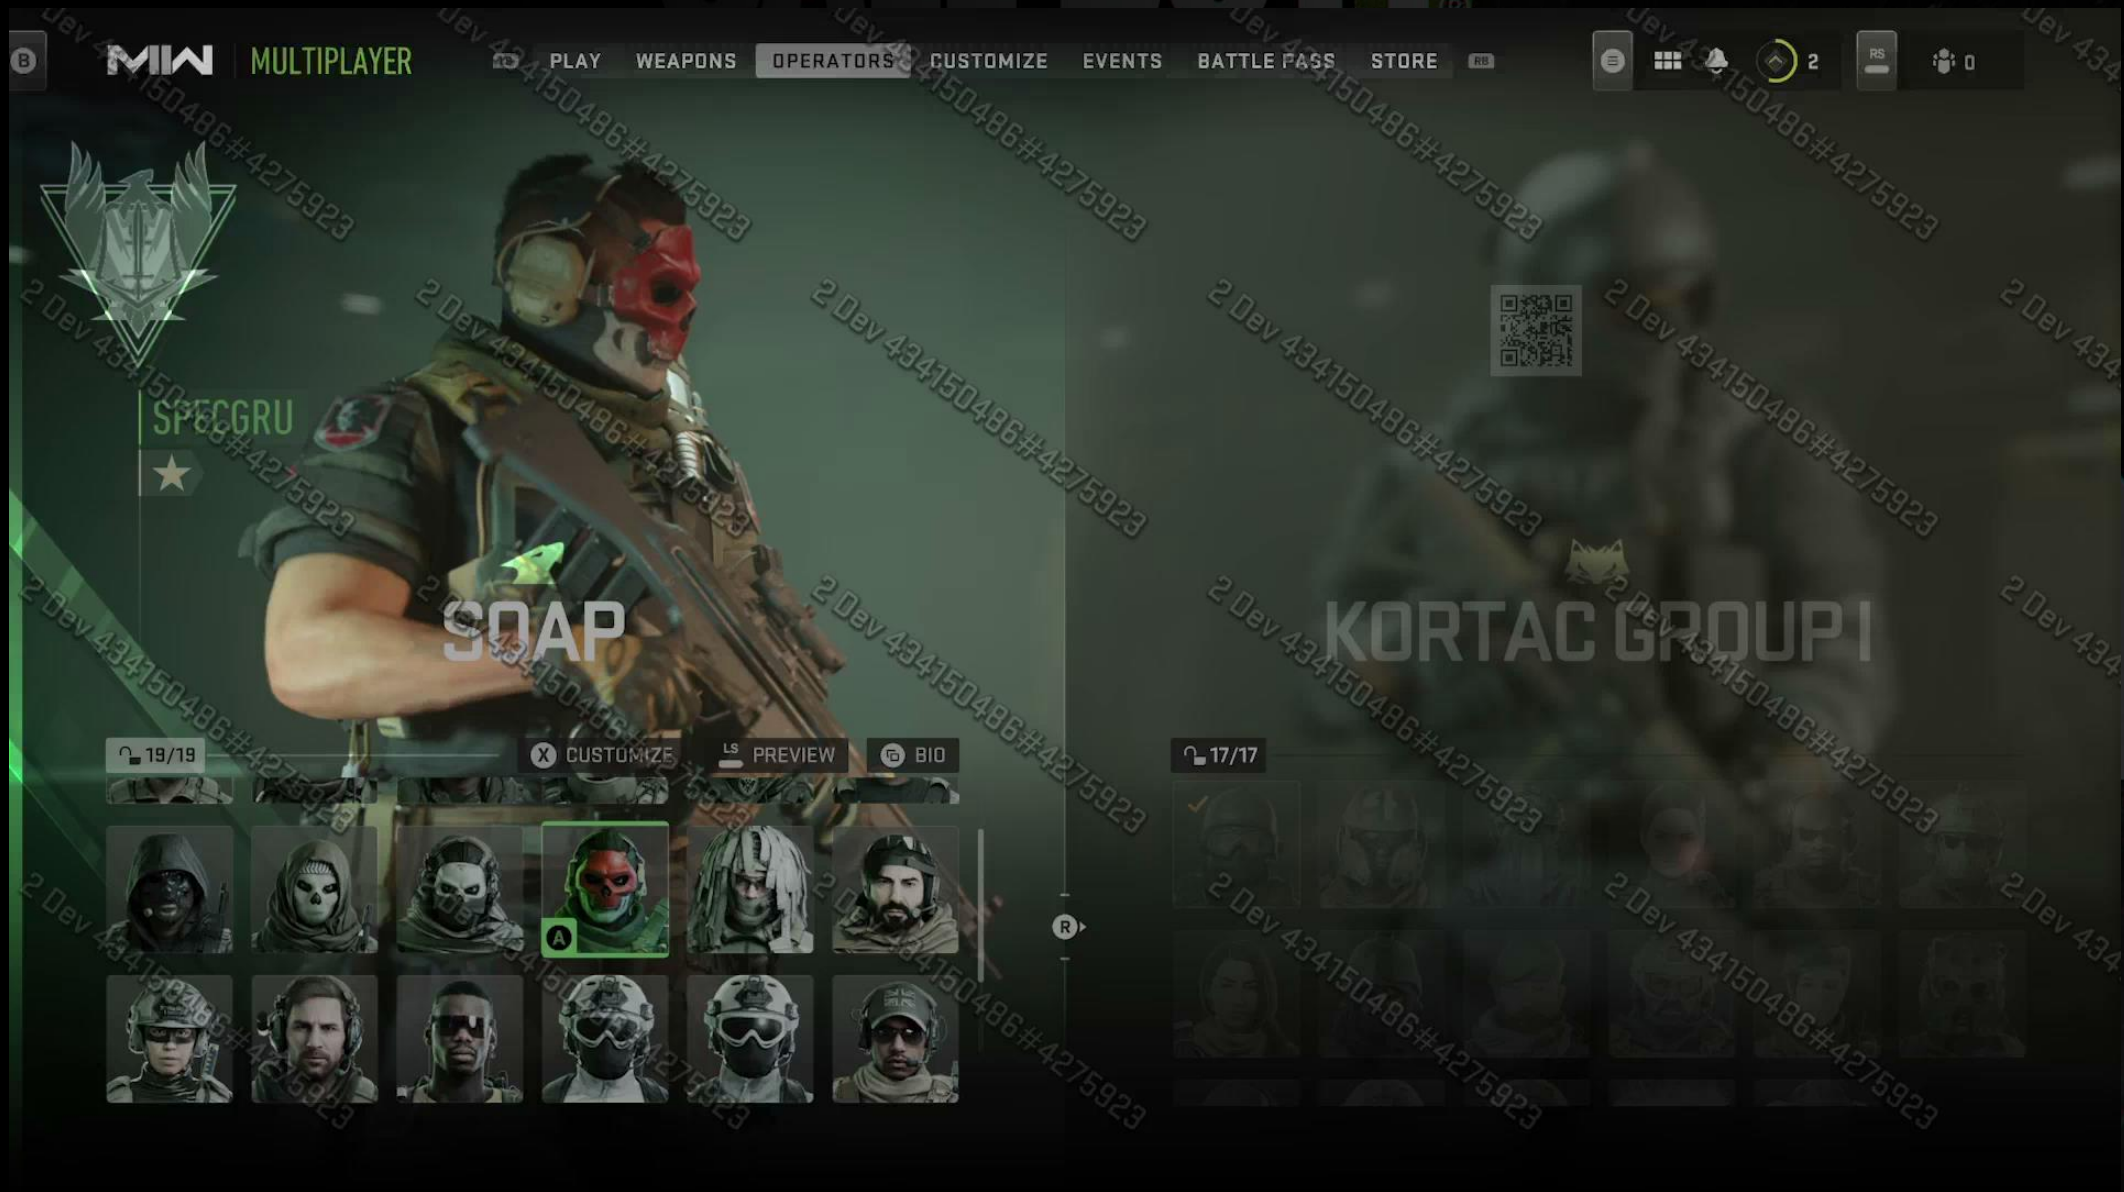 B MW MULTIPLAYER PLAY WEAPONS OPERATORS CUSTOMIZE EVENTS BATTLE PASS STORE RB 2 RS 0
SPECGRU
SOAP
KORTAC GROUP
19/19 X CUSTOMIZE LS PREVIEW BIO
17/17
A
R
2 Dev 434150486#4275923